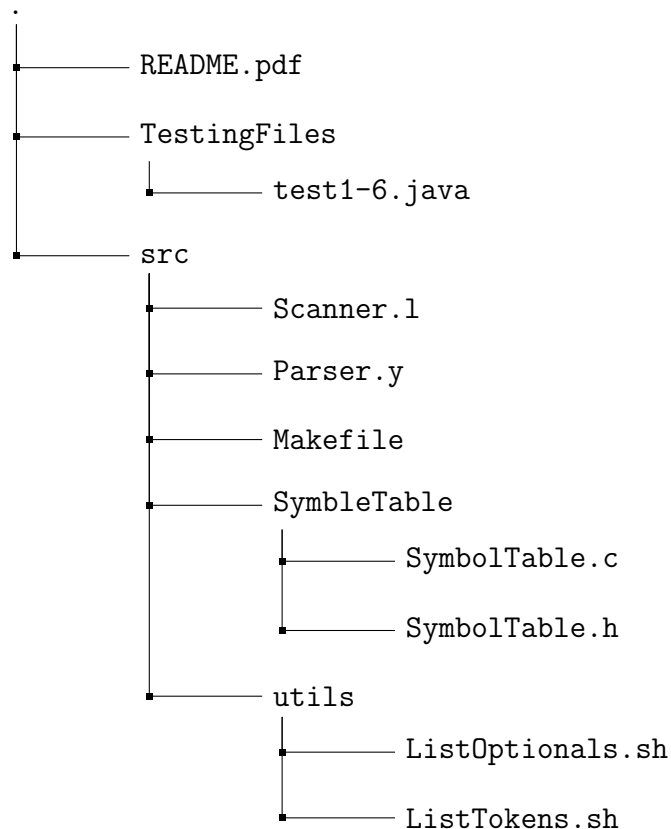 .
README.pdf
TestingFiles
test1-6.java
src
Scanner.l
Parser.y
Makefile
SymbleTable
SymbolTable.c
SymbolTable.h
utils
ListOptionals.sh
ListTokens.sh